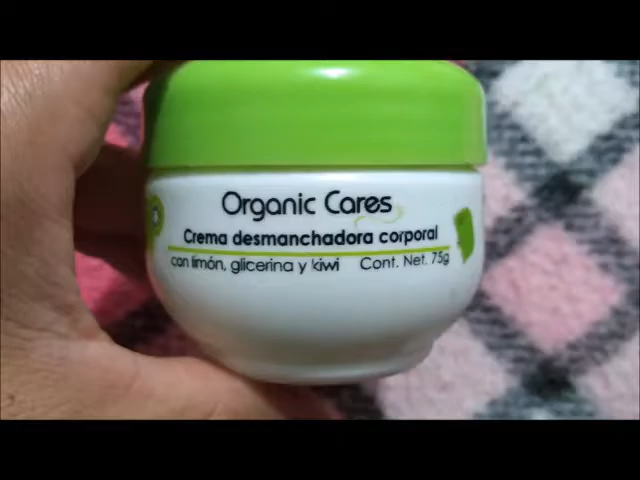 Organic Cares
Crema desmanchadora corporal
con limón, glicerina y kiwi Cont. Net. 75g